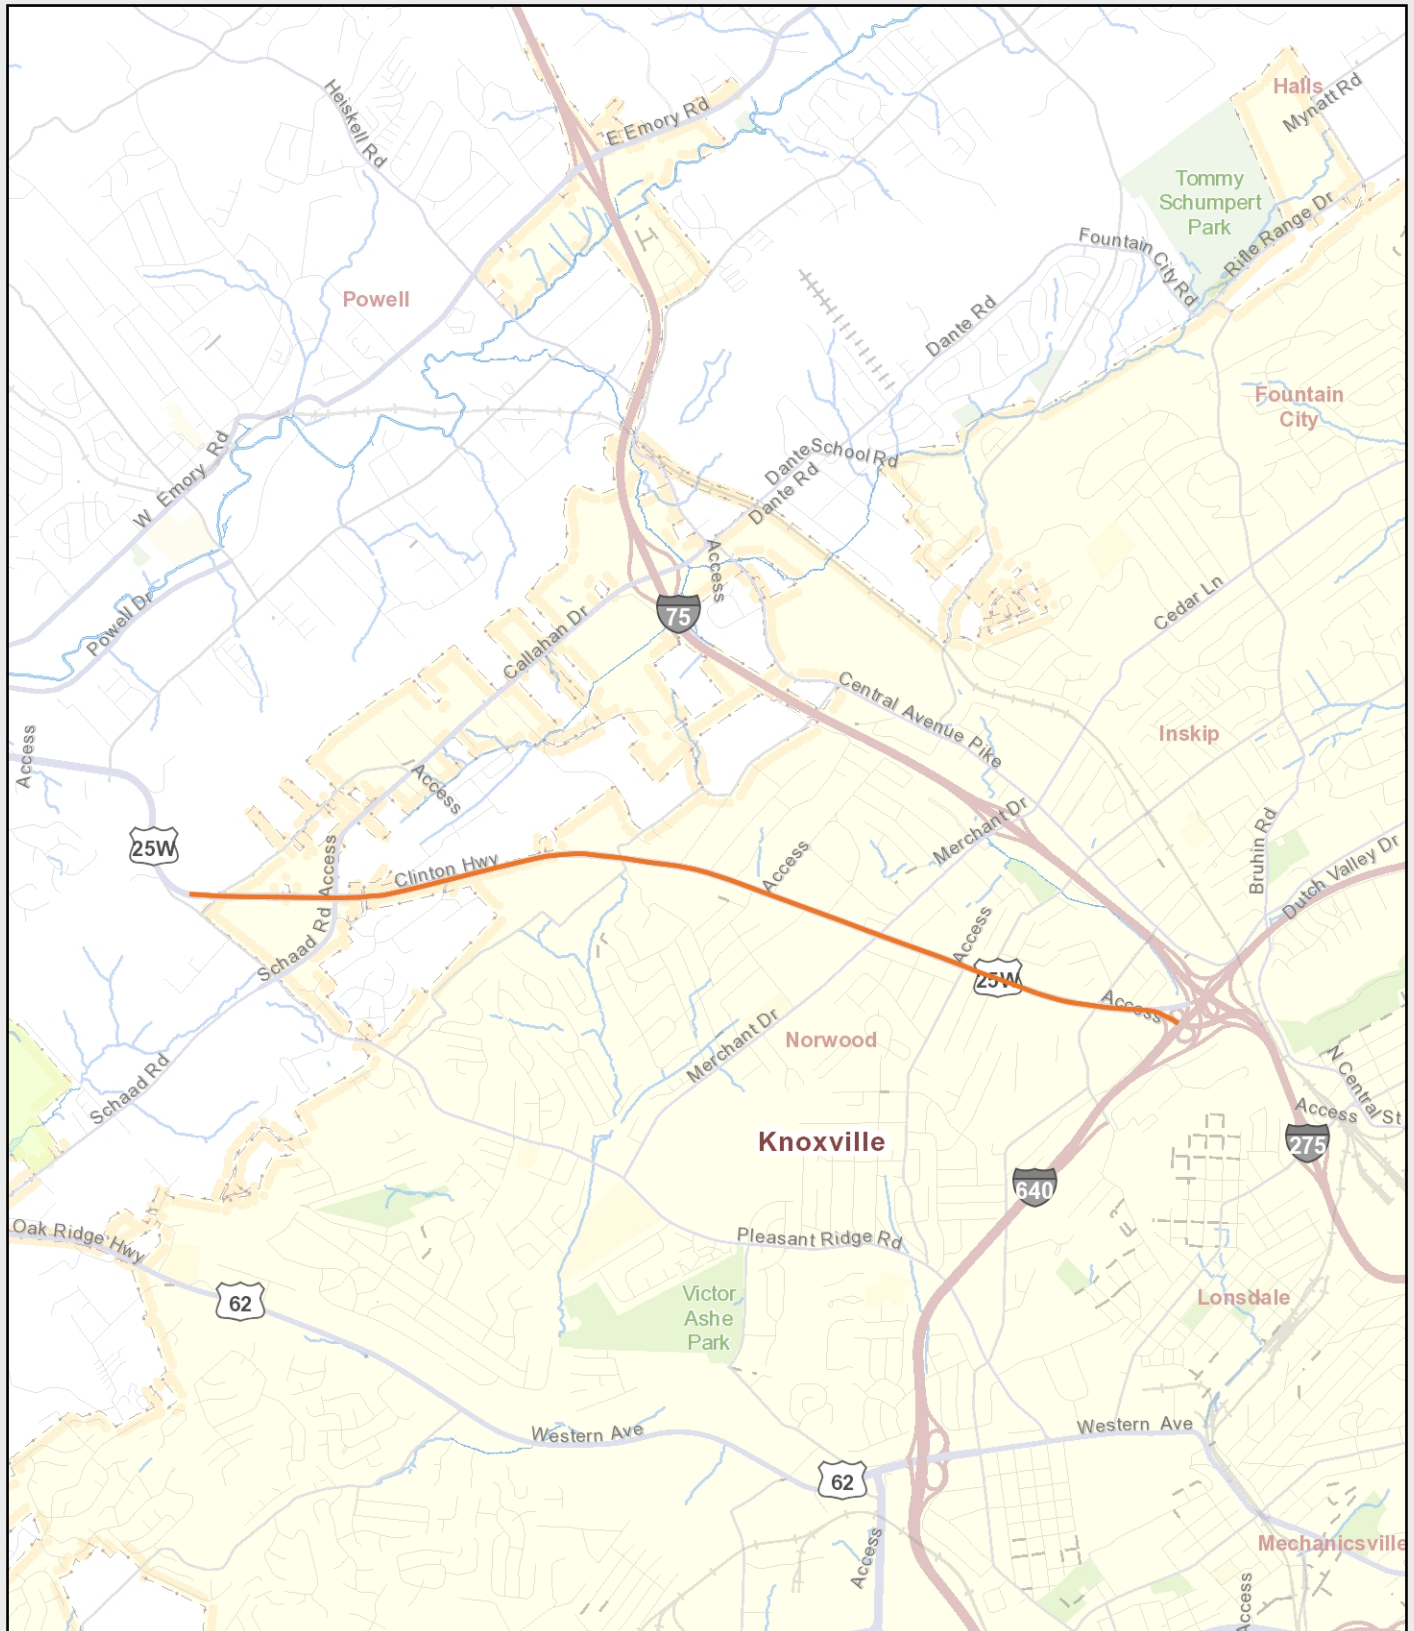 Halls
Mynatt Rd
Heiskell Rd
E Emory Rd
Tommy
Schumpert
Park
Rifle Range Dr
Fountain City Rd
Powell
Dante Rd
Fountain
City
Dante School Rd
Dante Rd
W Emory Rd
Access
75
Cedar Ln
Powell Dr
Callahan Dr
Central Avenue Pike
Inskip
Access
Access
Merchant Dr
25W
Access
Bruhin Rd
Dutch Valley Dr
Clinton Hwy
Access
Schaad Rd
Access
25W
Access
Merchant Dr
Norwood
Schaad Rd
N Central St
Access
Knoxville
275
640
Oak Ridge Hwy
Pleasant Ridge Rd
62
Victor
Ashe
Park
Lonsdale
Western Ave
Western Ave
62
Access
Mechanicsville
Access